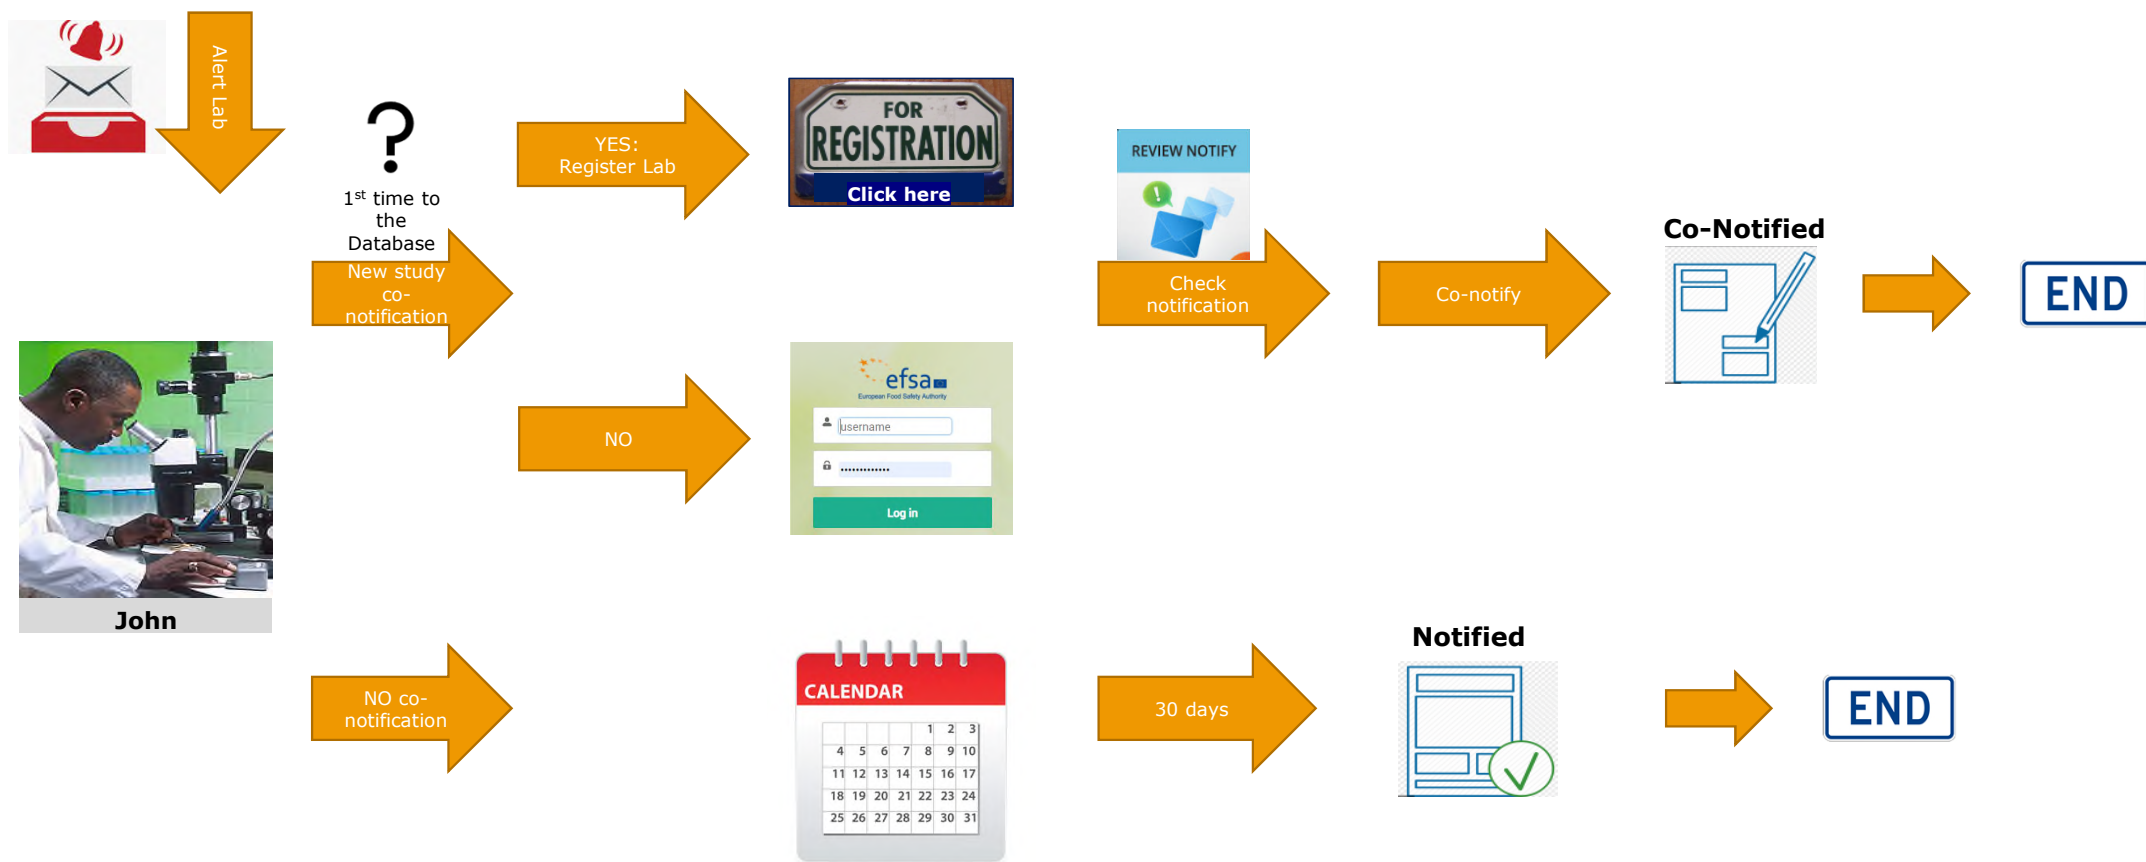 Alert Lab
1st time to
the
Database
New study
co-
notification
YES:
Register Lab
FOR
REGISTRATION
Click here
REVIEW NOTIFY
Check
notification
Co-notify
Co-Notified
END
John
NO
efsa
European Food Safety Authority
username
Log in
NO co-
notification
CALENDAR
1 2 3
4 5 6 7 8 9 10
11 12 13 14 15 16 17
18 19 20 21 22 23 24
25 26 27 28 29 30 31
30 days
Notified
END